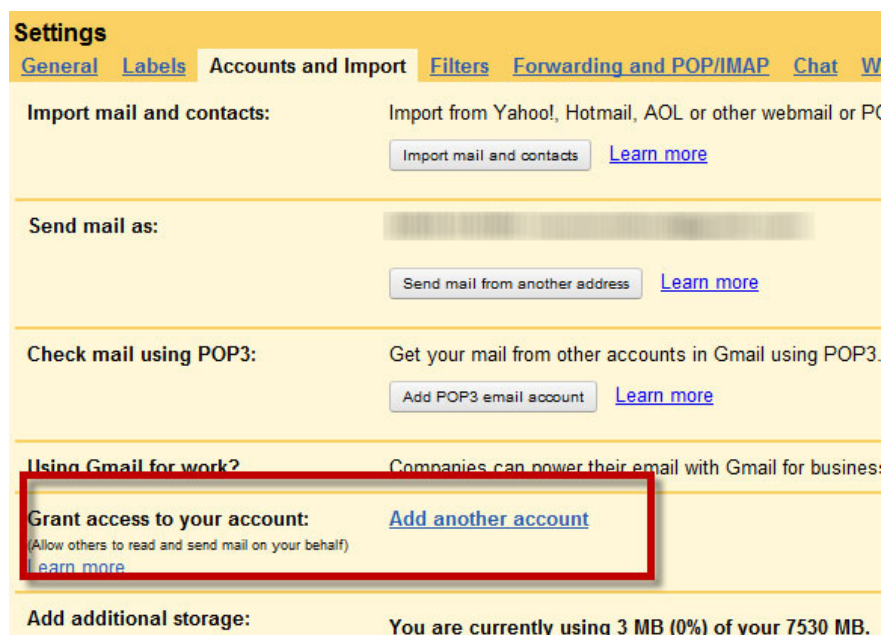 Settings
General Labels Accounts and Import Filters Forwarding and POP/IMAP Chat W
Import mail and contacts: Import from Yahoo!, Hotmail, AOL or other webmail or PO
Import mail and contacts Learn more
Send mail as:
Send mail from another address Learn more
Check mail using POP3: Get your mail from other accounts in Gmail using POP3.
Add POP3 email account Learn more
Using Gmail for work? Companies can power their email with Gmail for business
Grant access to your account: Add another account
(Allow others to read and send mail on your behalf)
Learn more
Add additional storage: You are currently using 3 MB (0%) of your 7530 MB.